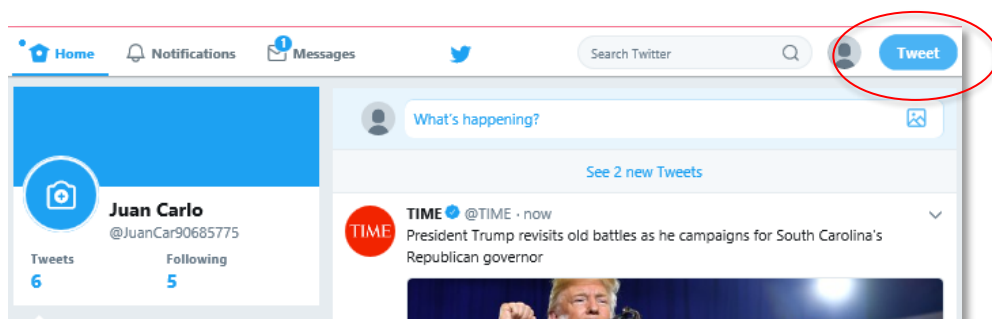 Home Notifications 1 Messages Search Twitter Tweet
What's happening?
See 2 new Tweets
Juan Carlo
@JuanCar90685775
Tweets Following
6 5
TIME
TIME @TIME · now
President Trump revisits old battles as he campaigns for South Carolina's
Republican governor